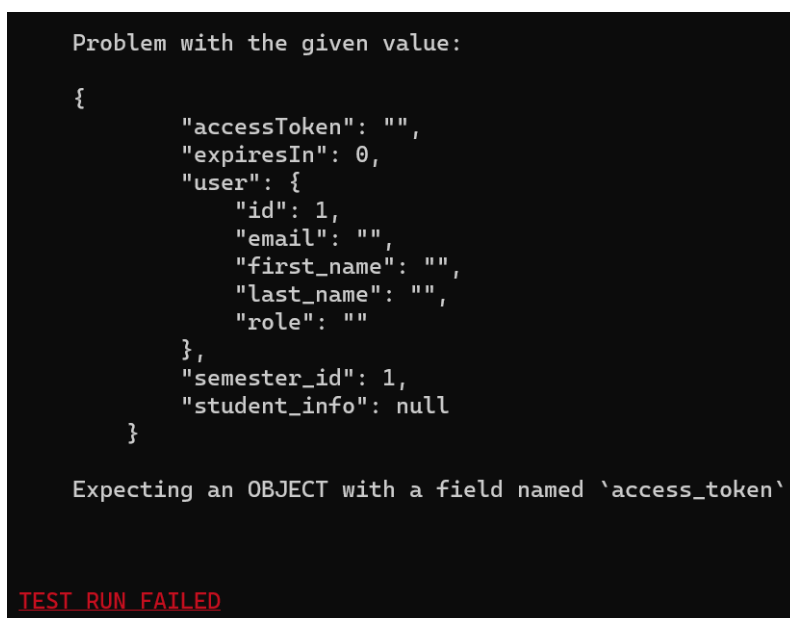 Problem with the given value:
{
"accessToken": "",
"expiresIn": 0,
"user": {
"id": 1,
"email": "",
"first_name": "",
"last_name": "",
"role": ""
},
"semester_id": 1,
"student_info": null
}
Expecting an OBJECT with a field named `access_token`
TEST RUN FAILED